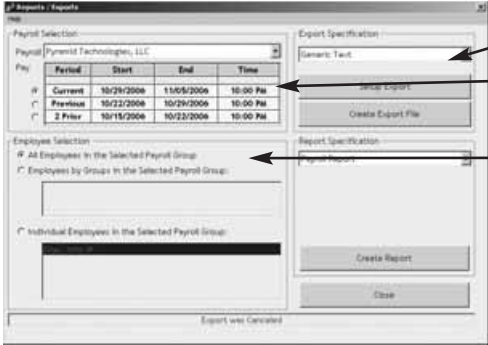 Reports / Exports
Help
Payroll Selection
Payroll Pyramid Technologies, LLC
Pay
Period Start End Time
Current 10/29/2006 11/05/2006 10:00 PM
Previous 10/22/2006 10/29/2006 10:00 PM
2 Prior 10/15/2006 10/22/2006 10:00 PM
Export Specification
Generic Text
Setup Export
Create Export File
Employee Selection
All Employees in the Selected Payroll Group
Employees by Groups in the Selected Payroll Group:
Individual Employees in the Selected Payroll Group:
Report Specification
Payroll Report
Create Report
Close
Export was Canceled